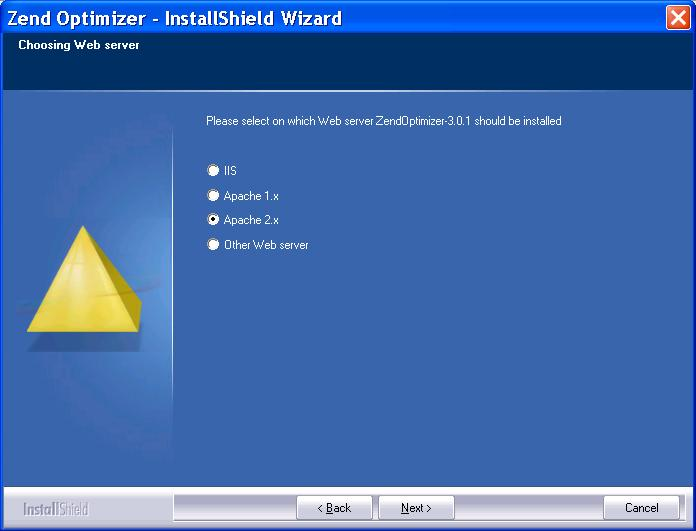 Zend Optimizer - InstallShield Wizard
Choosing Web server
Please select on which Web server ZendOptimizer-3.0.1 should be installed
IIS
Apache 1.x
Apache 2.x
Other Web server
InstallShield
< Back
Next >
Cancel